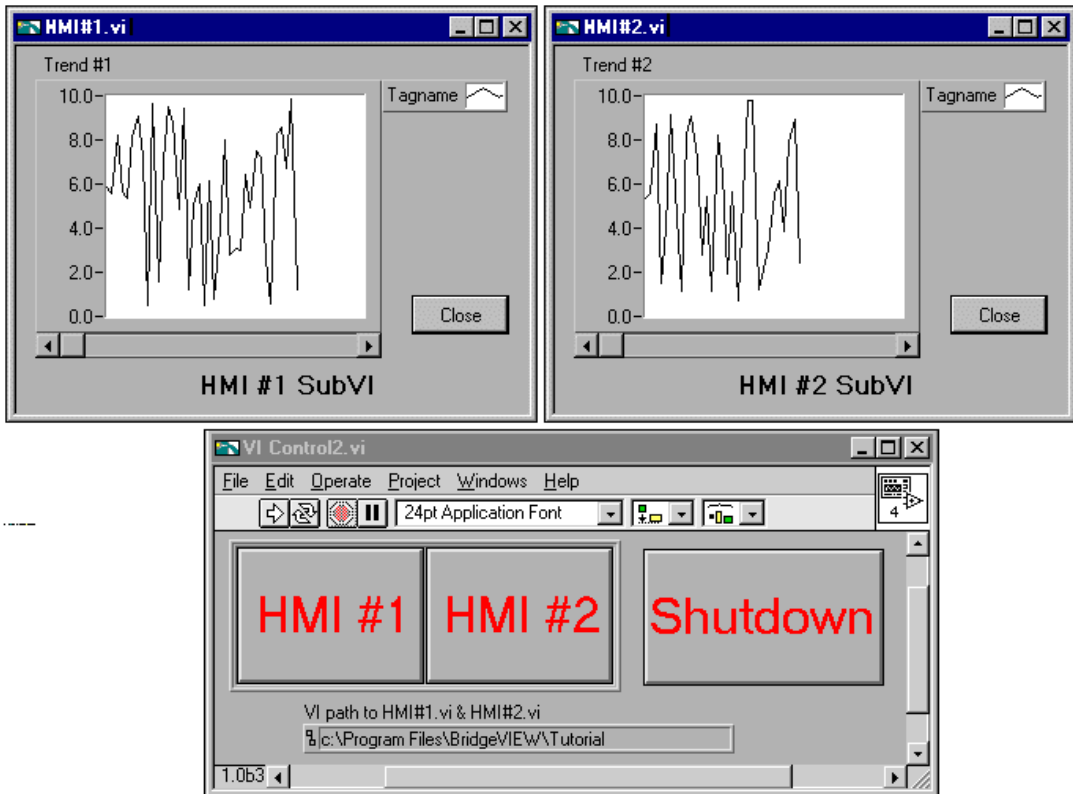 HMI#1.vi
Trend #1
Tagname
10.0
8.0
6.0
4.0
2.0
0.0
Close
HMI #1 SubVI
HMI#2.vi
Trend #2
Tagname
10.0
8.0
6.0
4.0
2.0
0.0
Close
HMI #2 SubVI
VI Control2.vi
File Edit Operate Project Windows Help
24pt Application Font
4
HMI #1 HMI #2 Shutdown
VI path to HMI#1.vi & HMI#2.vi
c:\Program Files\BridgeVIEW\Tutorial
1.0b3